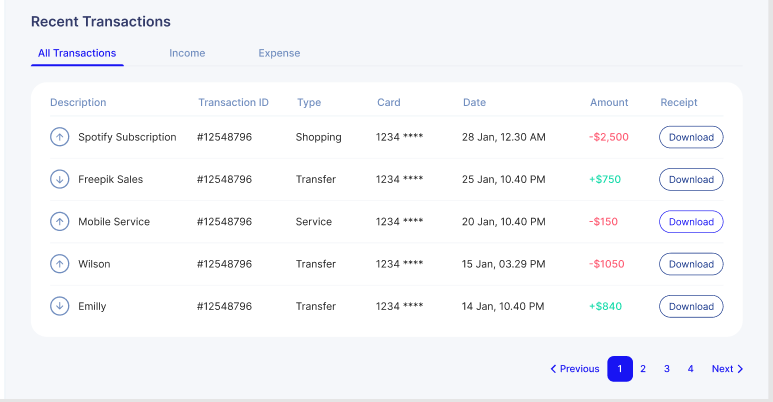 Recent Transactions
All Transactions Income Expense
Description Transaction ID Type Card Date Amount Receipt
Spotify Subscription #12548796 Shopping 1234 **** 28 Jan, 12.30 AM -$2,500 Download
Freepik Sales #12548796 Transfer 1234 **** 25 Jan, 10.40 PM +$750 Download
Mobile Service #12548796 Service 1234 **** 20 Jan, 10.40 PM -$150 Download
Wilson #12548796 Transfer 1234 **** 15 Jan, 03.29 PM -$1050 Download
Emilly #12548796 Transfer 1234 **** 14 Jan, 10.40 PM +$840 Download
Previous 1 2 3 4 Next